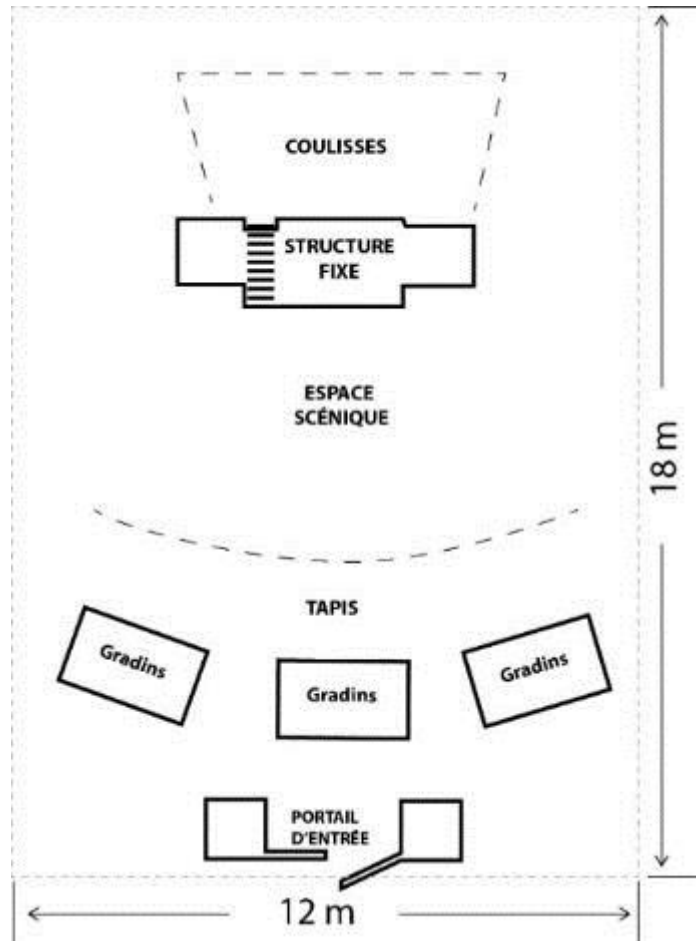 COULISSES
STRUCTURE
FIXE
ESPACE
SCÉNIQUE
18 m
TAPIS
Gradins
Gradins
Gradins
PORTAIL
D'ENTRÉE
12 m